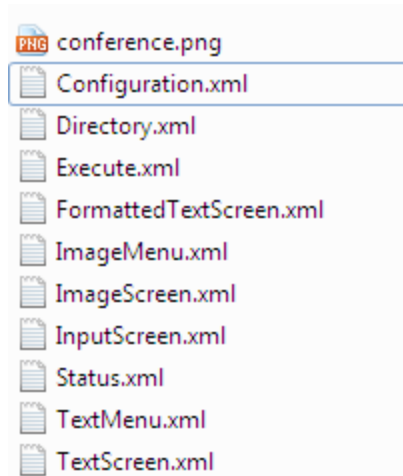 PNG conference.png
Configuration.xml
Directory.xml
Execute.xml
FormattedTextScreen.xml
ImageMenu.xml
ImageScreen.xml
InputScreen.xml
Status.xml
TextMenu.xml
TextScreen.xml